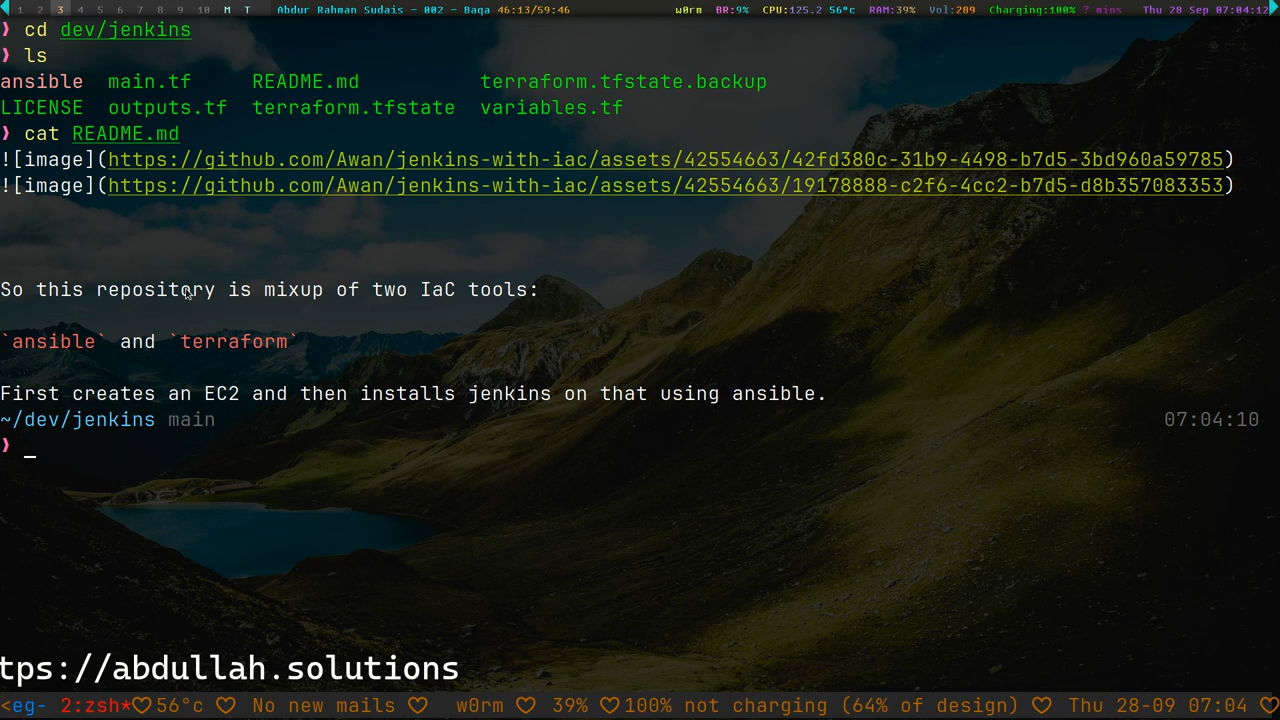 1 2 3 4 5 6 7 8 9 10 M T Abdur Rahman Sudais - 002 - Baqa 46:13/59:46 w0rm BR:9% CPU:125.2 56°c RAM:39% Vol:289 Charging:100% ? mins Thu 28 Sep 07:04:12
❱ cd dev/jenkins
❱ ls
ansible main.tf README.md terraform.tfstate.backup
LICENSE outputs.tf terraform.tfstate variables.tf
❱ cat README.md
![image](https://github.com/Awan/jenkins-with-iac/assets/42554663/42fd380c-31b9-4498-b7d5-3bd960a59785)
![image](https://github.com/Awan/jenkins-with-iac/assets/42554663/19178888-c2f6-4cc2-b7d5-d8b357083353)
So this repository is mixup of two IaC tools:
`ansible` and `terraform`
First creates an EC2 and then installs jenkins on that using ansible.
~/dev/jenkins main 07:04:10
❱ _
tps://abdullah.solutions
<eg- 2:zsh*♡56°c ♡ No new mails ♡ w0rm ♡ 39% ♡100% not charging (64% of design) ♡ Thu 28-09 07:04 ♡